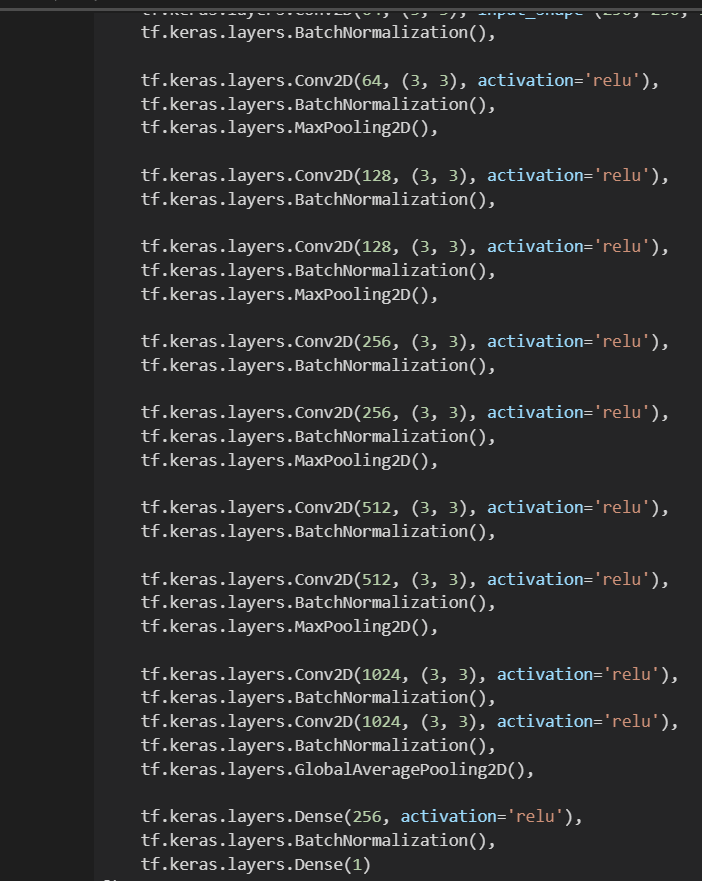 tf.keras.layers.Conv2D(64, (3, 3), input_shape
tf.keras.layers.BatchNormalization(),
tf.keras.layers.Conv2D(64, (3, 3), activation='relu'),
tf.keras.layers.BatchNormalization(),
tf.keras.layers.MaxPooling2D(),
tf.keras.layers.Conv2D(128, (3, 3), activation='relu'),
tf.keras.layers.BatchNormalization(),
tf.keras.layers.Conv2D(128, (3, 3), activation='relu'),
tf.keras.layers.BatchNormalization(),
tf.keras.layers.MaxPooling2D(),
tf.keras.layers.Conv2D(256, (3, 3), activation='relu'),
tf.keras.layers.BatchNormalization(),
tf.keras.layers.Conv2D(256, (3, 3), activation='relu'),
tf.keras.layers.BatchNormalization(),
tf.keras.layers.MaxPooling2D(),
tf.keras.layers.Conv2D(512, (3, 3), activation='relu'),
tf.keras.layers.BatchNormalization(),
tf.keras.layers.Conv2D(512, (3, 3), activation='relu'),
tf.keras.layers.BatchNormalization(),
tf.keras.layers.MaxPooling2D(),
tf.keras.layers.Conv2D(1024, (3, 3), activation='relu'),
tf.keras.layers.BatchNormalization(),
tf.keras.layers.Conv2D(1024, (3, 3), activation='relu'),
tf.keras.layers.BatchNormalization(),
tf.keras.layers.GlobalAveragePooling2D(),
tf.keras.layers.Dense(256, activation='relu'),
tf.keras.layers.BatchNormalization(),
tf.keras.layers.Dense(1)